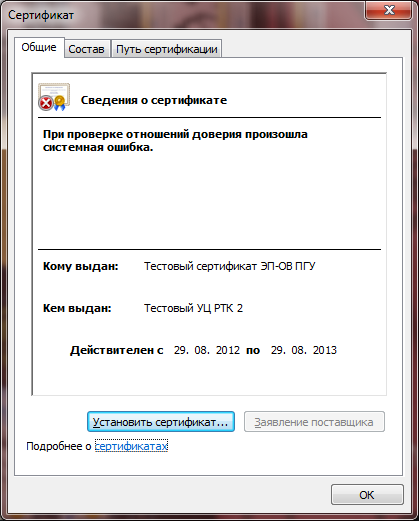 Сертификат
Общие Состав Путь сертификации
Сведения о сертификате
При проверке отношений доверия произошла
системная ошибка.
Кому выдан: Тестовый сертификат ЭП-ОВ ПГУ
Кем выдан: Тестовый УЦ РТК 2
Действителен с 29. 08. 2012 по 29. 08. 2013
Установить сертификат... Заявление поставщика
Подробнее о сертификатах
ОК